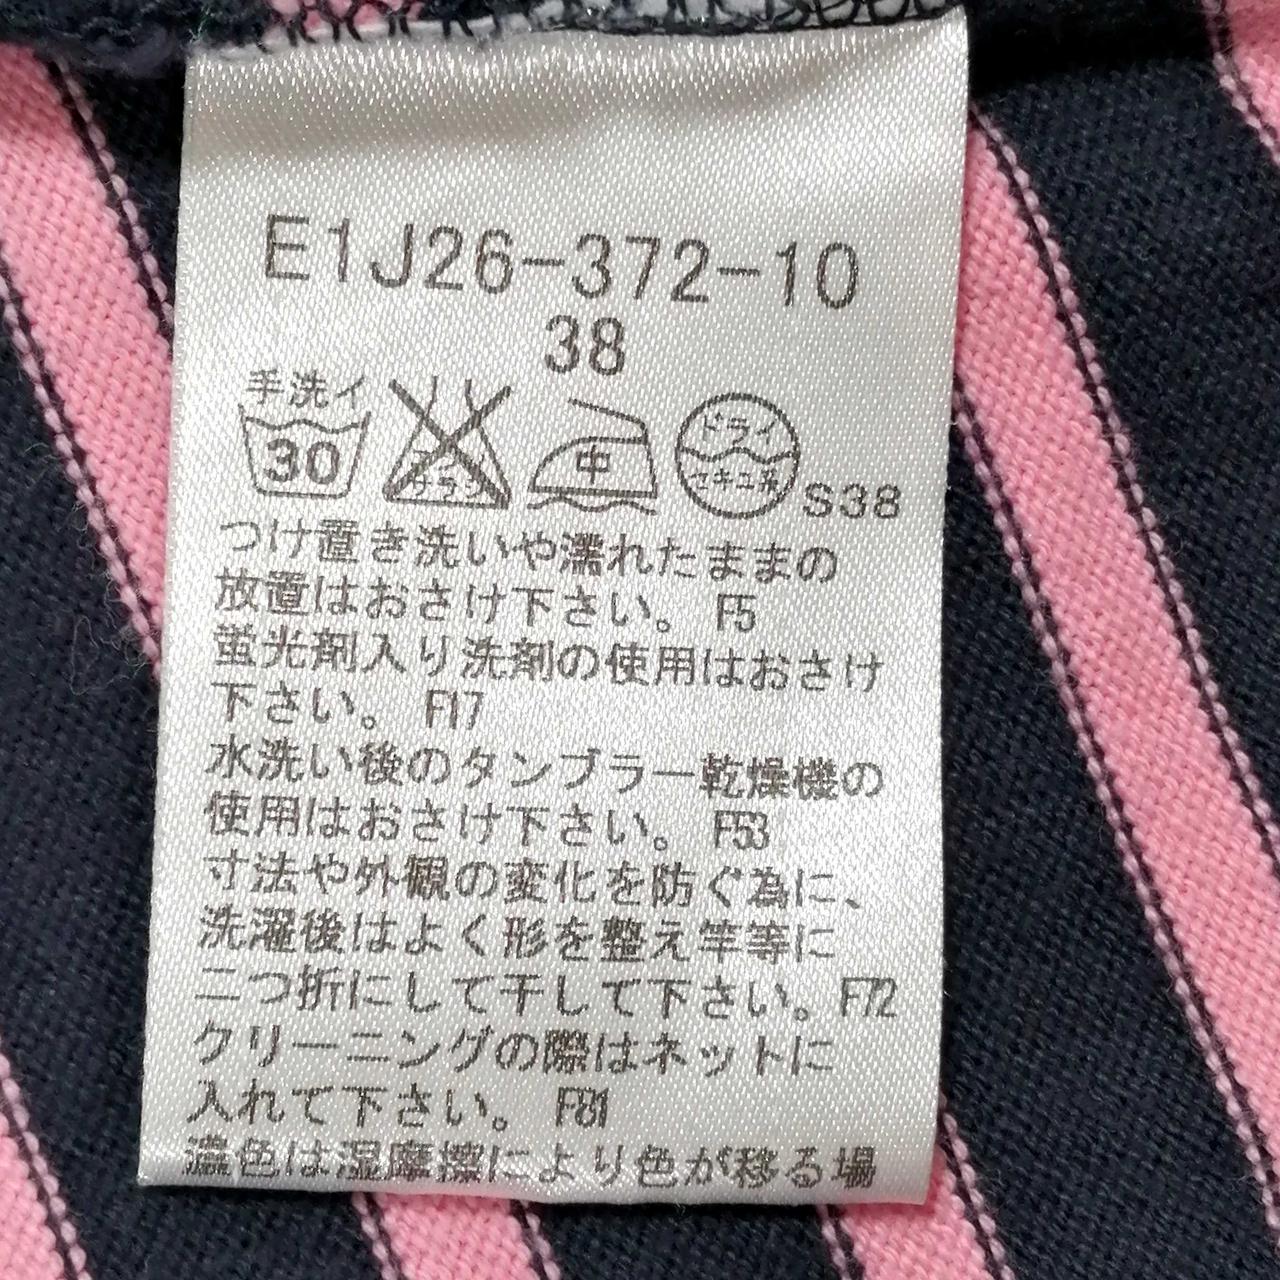 E1J26-372-10
38
手洗イ
30
サラシ
中
ドライ
セキユ系
S38
つけ置き洗いや濡れたままの
放置はおさけ下さい。 F5
蛍光剤入り洗剤の使用はおさけ
下さい。 F17
水洗い後のタンブラー乾燥機の
使用はおさけ下さい。 F53
寸法や外観の変化を防ぐ為に、
洗濯後はよく形を整え竿等に
二つ折にして干して下さい。F72
クリーニングの際はネットに
入れて下さい。 F81
濃色は湿摩擦により色が移る場